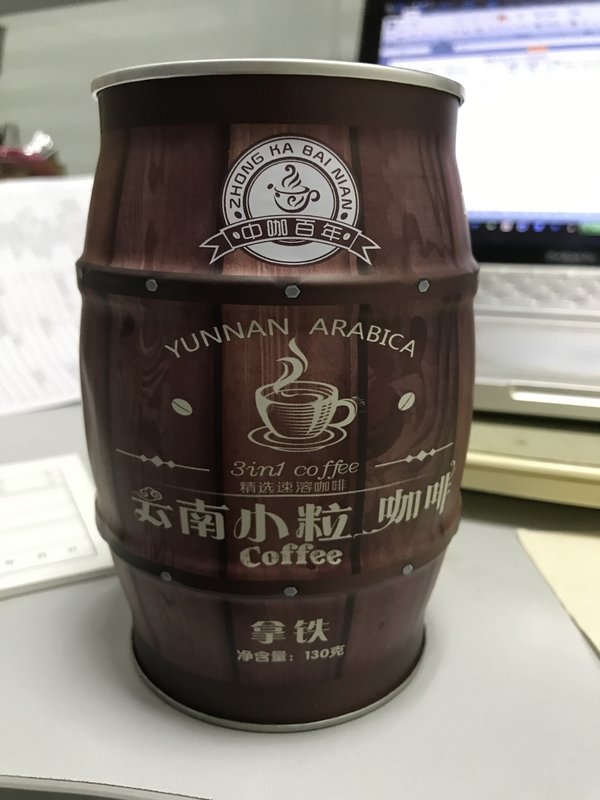 ZHONG KA BAI NIAN
中咖百年
YUNNAN ARABICA
3in1 coffee
精选速溶咖啡
云南小粒咖啡
Coffee
拿铁
净含量：130克